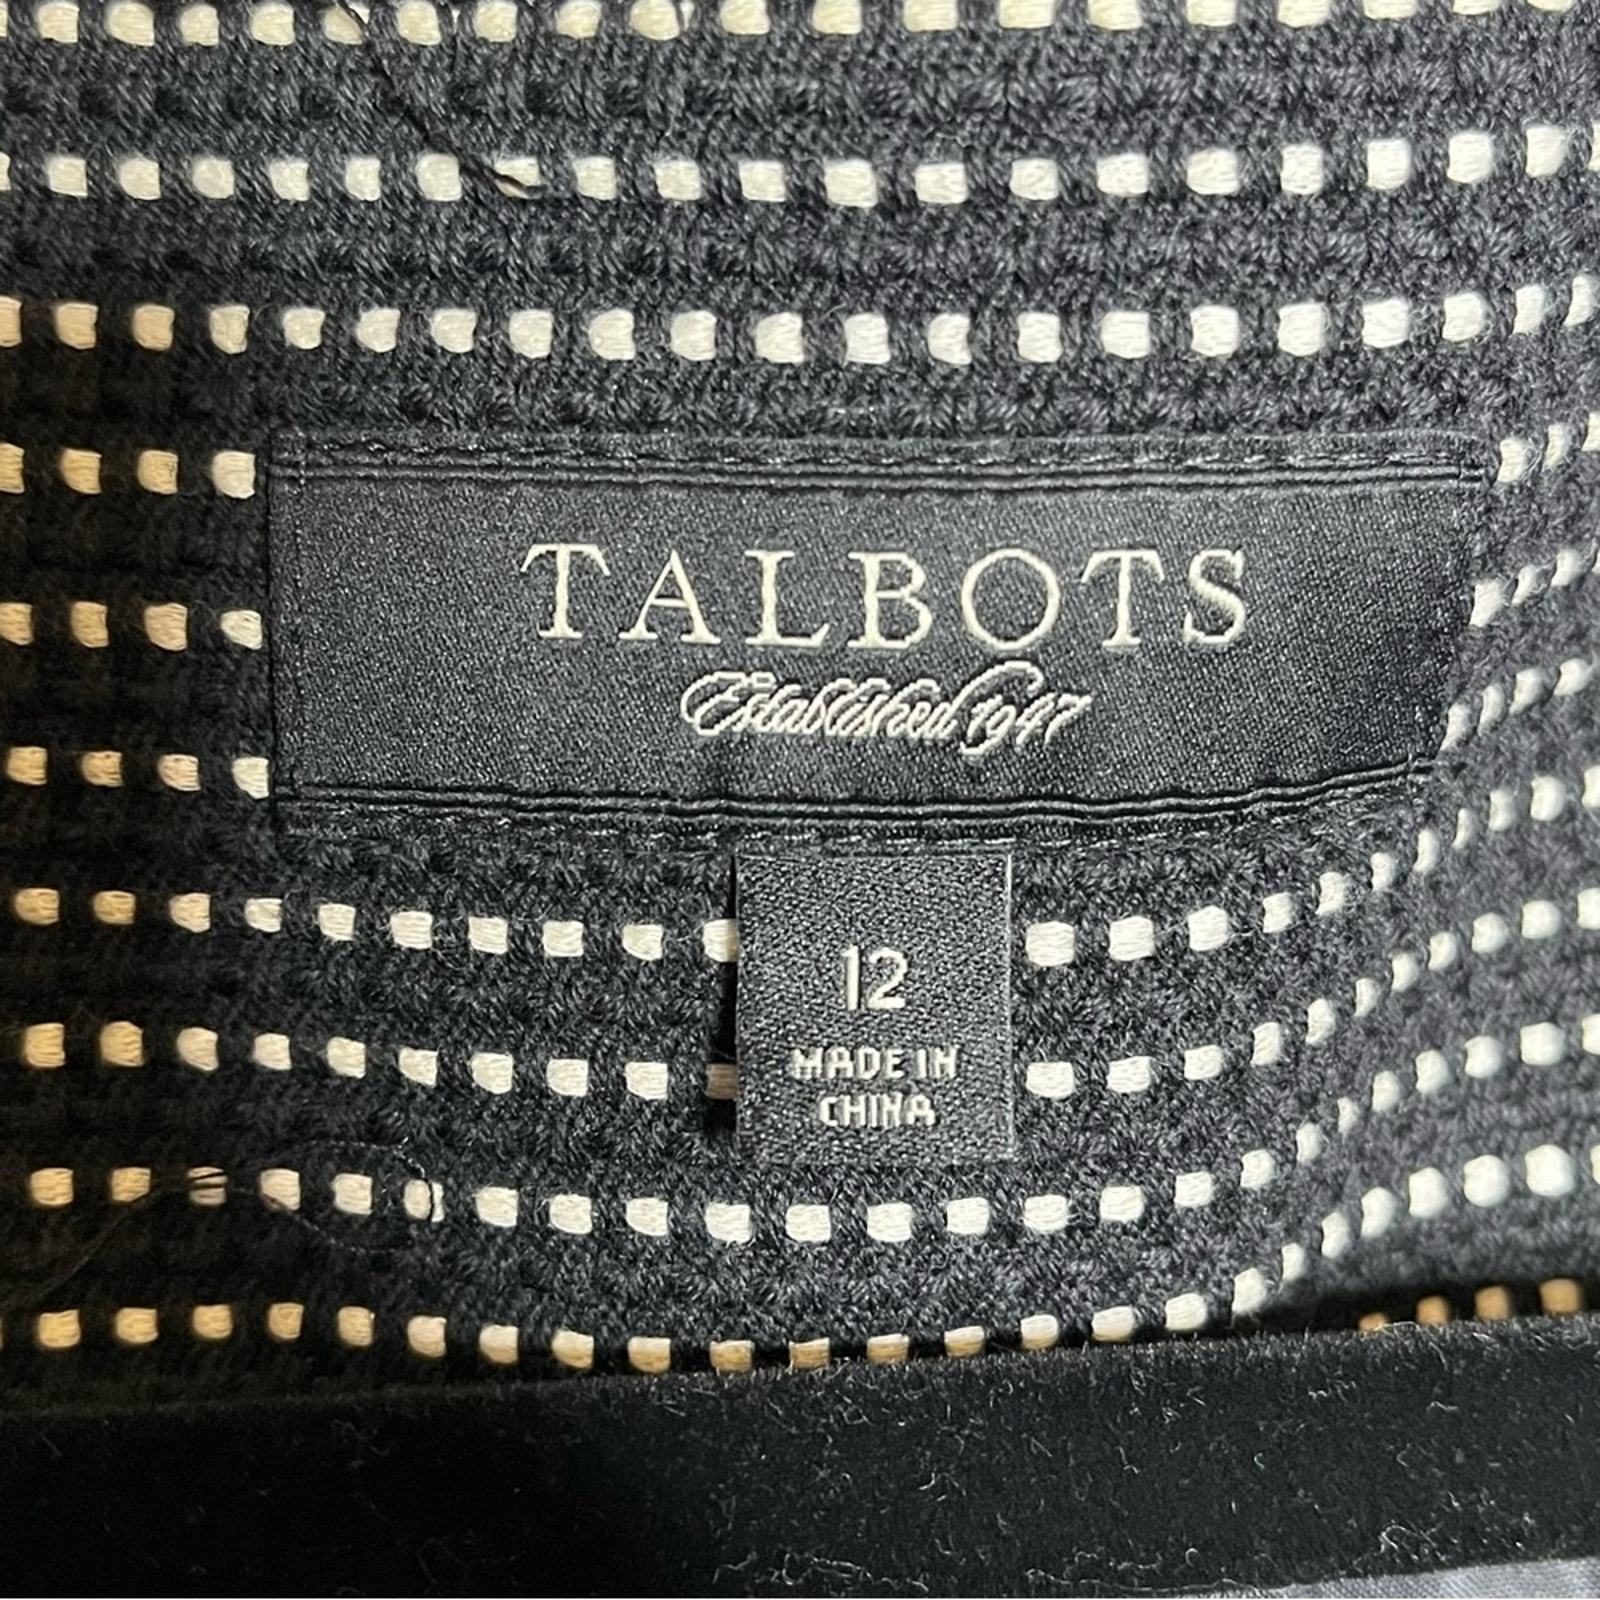 TALBOTS
Established 1947
12
MADE IN
CHINA